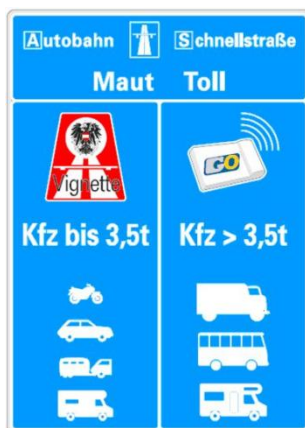 Autobahn Schnellstraße
Maut Toll
Vignette
GO
Kfz bis 3,5t
Kfz > 3,5t